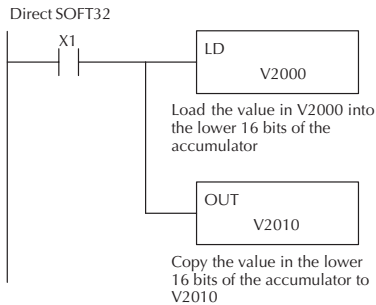 Direct SOFT32
X1
LD
V2000
Load the value in V2000 into
the lower 16 bits of the
accumulator
OUT
V2010
Copy the value in the lower
16 bits of the accumulator to
V2010